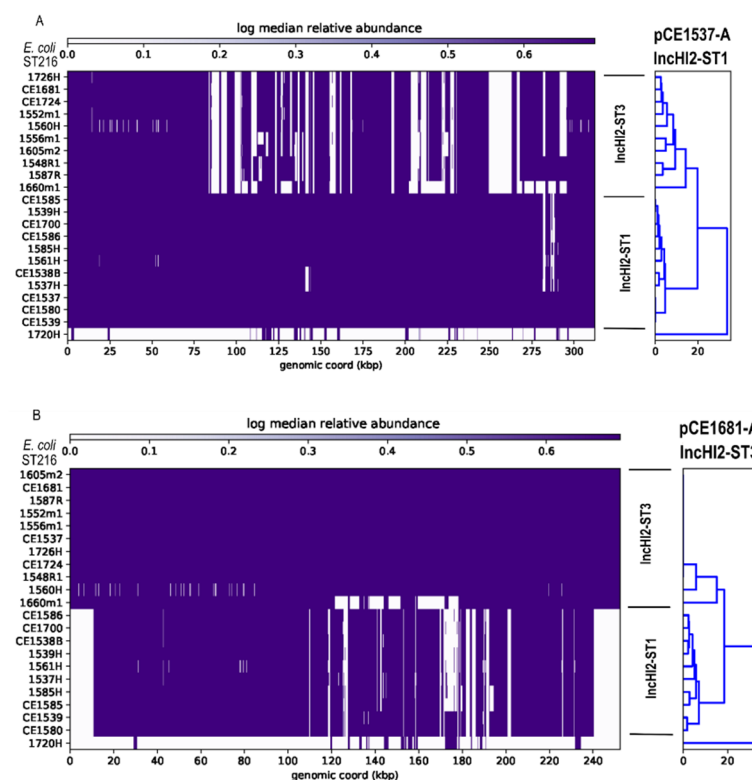 A
log median relative abundance
E. coli
ST216
0.0 0.1 0.2 0.3 0.4 0.5 0.6
pCE1537-A
IncHI2-ST1
1726H
CE1681
CE1724
1552m1
1560H
1556m1
1605m2
1548R1
1587R
1660m1
CE1585
1539H
CE1700
CE1586
1585H
1561H
CE1538B
1537H
CE1537
CE1580
CE1539
1720H
IncHI2-ST3
IncHI2-ST1
0 25 50 75 100 125 150 175 200 225 250 275 300
genomic coord (kbp)
0 20
B
log median relative abundance
E. coli
ST216
0.0 0.1 0.2 0.3 0.4 0.5 0.6
pCE1681-A
IncHI2-ST3
1605m2
CE1681
1587R
1552m1
1556m1
CE1537
1726H
CE1724
1548R1
1560H
1660m1
CE1586
CE1700
CE1538B
1539H
1561H
1537H
1585H
CE1585
CE1539
CE1580
1720H
IncHI2-ST3
IncHI2-ST1
0 20 40 60 80 100 120 140 160 180 200 220 240
genomic coord (kbp)
0 20